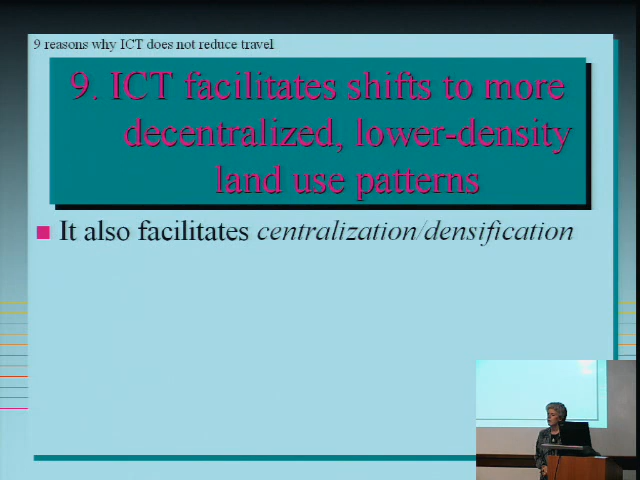 9 reasons why ICT does not reduce travel
9. ICT facilitates shifts to more
decentralized, lower-density
land use patterns
It also facilitates centralization/densification